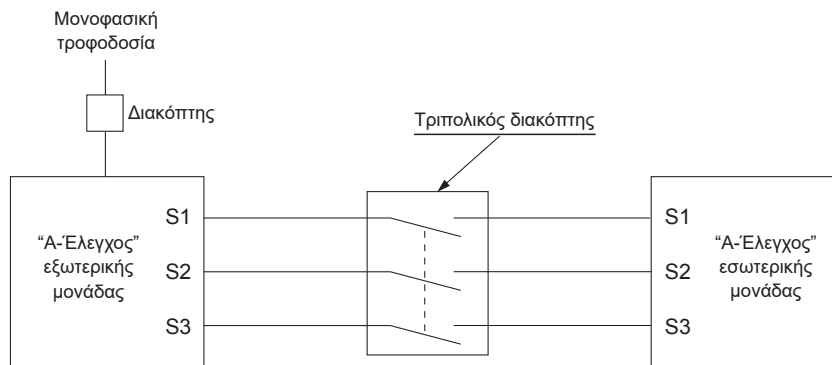 Μονοφασική
τροφοδοσία
Διακόπτης
Τριπολικός διακόπτης
“Α-Έλεγχος”
εξωτερικής
μονάδας
S1
S2
S3
S1
S2
S3
“Α-Έλεγχος”
εσωτερικής
μονάδας